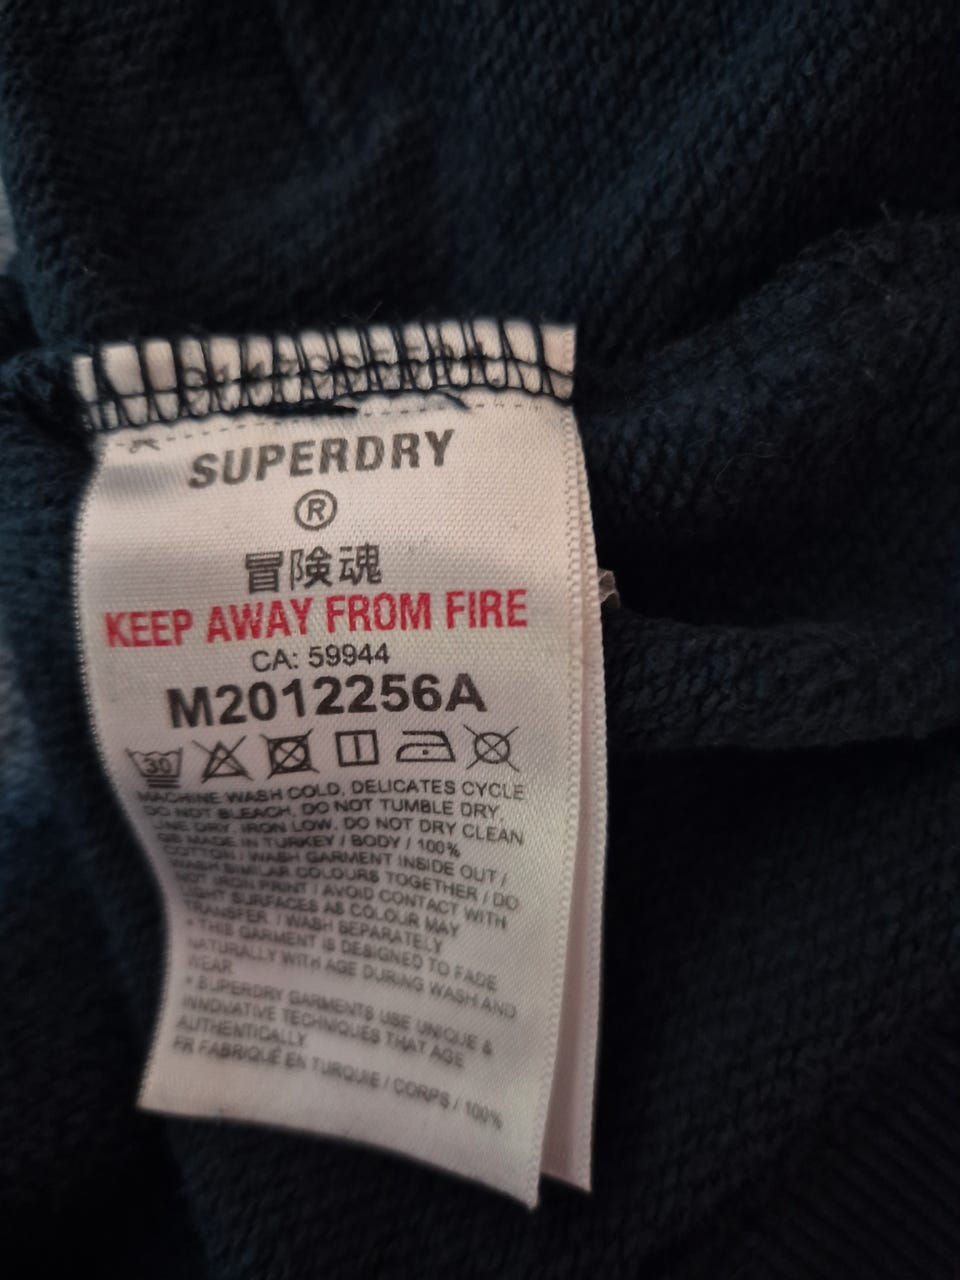 SUPERDRY
®
冒険魂
KEEP AWAY FROM FIRE
CA: 59944
M2012256A
30
MACHINE WASH COLD, DELICATES CYCLE
DO NOT BLEACH, DO NOT TUMBLE DRY,
LINE DRY, IRON LOW, DO NOT DRY CLEAN
GB MADE IN TURKEY / BODY / 100%
COTTON / WASH GARMENT INSIDE OUT /
WASH SIMILAR COLOURS TOGETHER / DO
NOT IRON PRINT / AVOID CONTACT WITH
LIGHT SURFACES AS COLOUR MAY
TRANSFER / WASH SEPARATELY
* THIS GARMENT IS DESIGNED TO FADE
NATURALLY WITH AGE DURING WASH AND
WEAR
* SUPERDRY GARMENTS USE UNIQUE &
INNOVATIVE TECHNIQUES THAT AGE
AUTHENTICALLY
FR FABRIQUÉ EN TURQUIE / CORPS / 100%